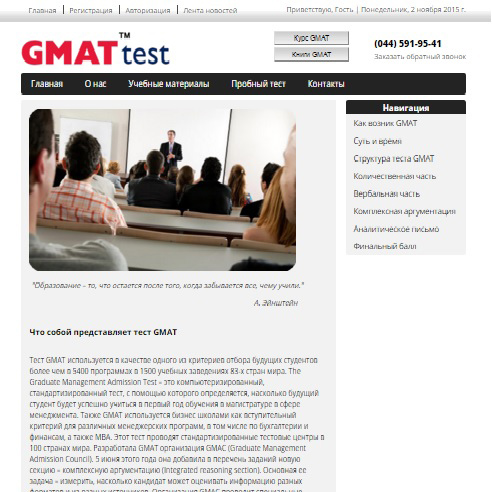 Главная | Регистрация | Авторизация | Лента новостей
Приветствую, Гость | Понедельник, 2 ноября 2015 г.
GMAT™ test
Курс GMAT
Книги GMAT
(044) 591-95-41
Заказать обратный звонок
Главная О нас Учебные материалы Пробный тест Контакты
Навигация
Как возник GMAT
Суть и время
Структура теста GMAT
Количественная часть
Вербальная часть
Комплексная аргументация
Аналитическое письмо
Финальный балл
"Образование – то, что остается после того, когда забывается все, чему учили."
А. Эйнштейн
Что собой представляет тест GMAT
Тест GMAT используется в качестве одного из критериев отбора будущих студентов
более чем в 5400 программах в 1500 учебных заведениях 83-х стран мира. The
Graduate Management Admission Test – это компьютеризированный,
стандартизированный тест, с помощью которого определяется, насколько будущий
студент будет успешно учиться в первый год обучения в магистратуре в сфере
менеджмента. Также GMAT используется бизнес школами как вступительный
критерий для различных менеджерских программ, в том числе по бухгалтерии и
финансам, а также MBA. Этот тест проводят стандартизированные тестовые центры в
100 странах мира. Разработала GMAT организация GMAC (Graduate Management
Admission Council). 5 июня этого года она добавила в перечень заданий новую
секцию – комплексную аргументацию (Integrated reasoning section). Основная ее
задача – измерить, насколько кандидат может оценивать информацию разных